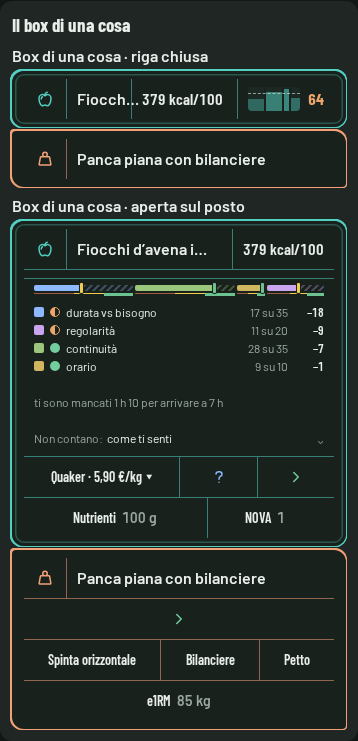 Il box di una cosa
Box di una cosa · riga chiusa
Fiocch… 379 kcal/100 64
Panca piana con bilanciere
Box di una cosa · aperta sul posto
Fiocchi d’avena i… 379 kcal/100
durata vs bisogno 17 su 35 –18
regolarità 11 su 20 –9
continuità 28 su 35 –7
orario 9 su 10 –1
ti sono mancati 1 h 10 per arrivare a 7 h
Non contano: come ti senti
Quaker · 5,90 €/kg ▾ ?
Nutrienti 100 g NOVA 1
Panca piana con bilanciere
Spinta orizzontale Bilanciere Petto
e1RM 85 kg